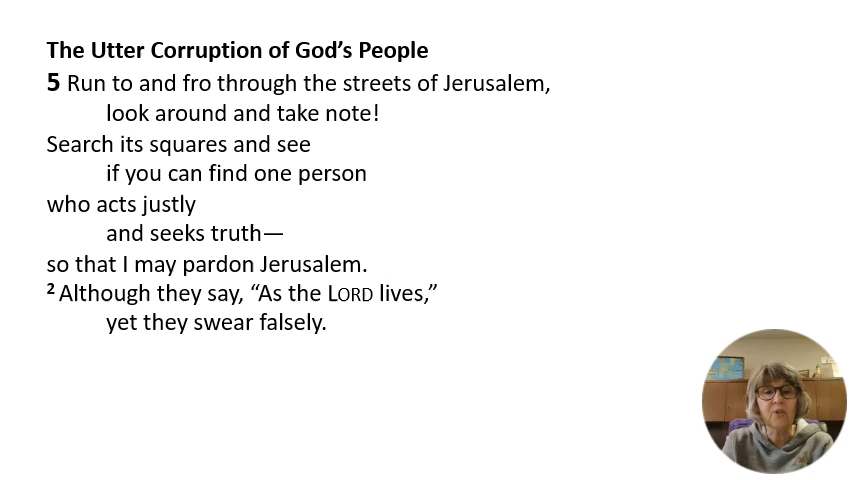 The Utter Corruption of God’s People
5 Run to and fro through the streets of Jerusalem,
look around and take note!
Search its squares and see
if you can find one person
who acts justly
and seeks truth—
so that I may pardon Jerusalem.
2 Although they say, “As the LORD lives,”
yet they swear falsely.